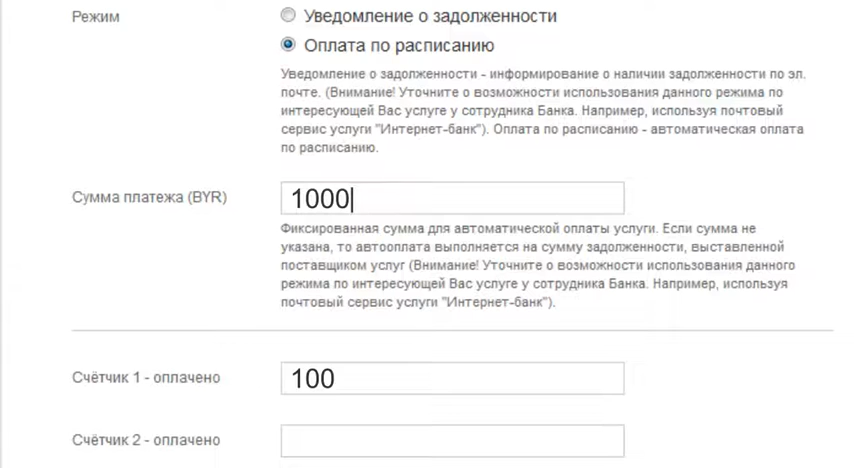 Режим
Уведомление о задолженности
Оплата по расписанию
Уведомление о задолженности - информирование о наличии задолженности по эл.
почте. (Внимание! Уточните о возможности использования данного режима по
интересующей Вас услуге у сотрудника Банка. Например, используя почтовый
сервис услуги "Интернет-банк"). Оплата по расписанию - автоматическая оплата
по расписанию.
Сумма платежа (BYR)
1000
Фиксированная сумма для автоматической оплаты услуги. Если сумма не
указана, то автооплата выполняется на сумму задолженности, выставленной
поставщиком услуг (Внимание! Уточните о возможности использования данного
режима по интересующей Вас услуге у сотрудника Банка. Например, используя
почтовый сервис услуги "Интернет-банк").
Счётчик 1 - оплачено
100
Счётчик 2 - оплачено